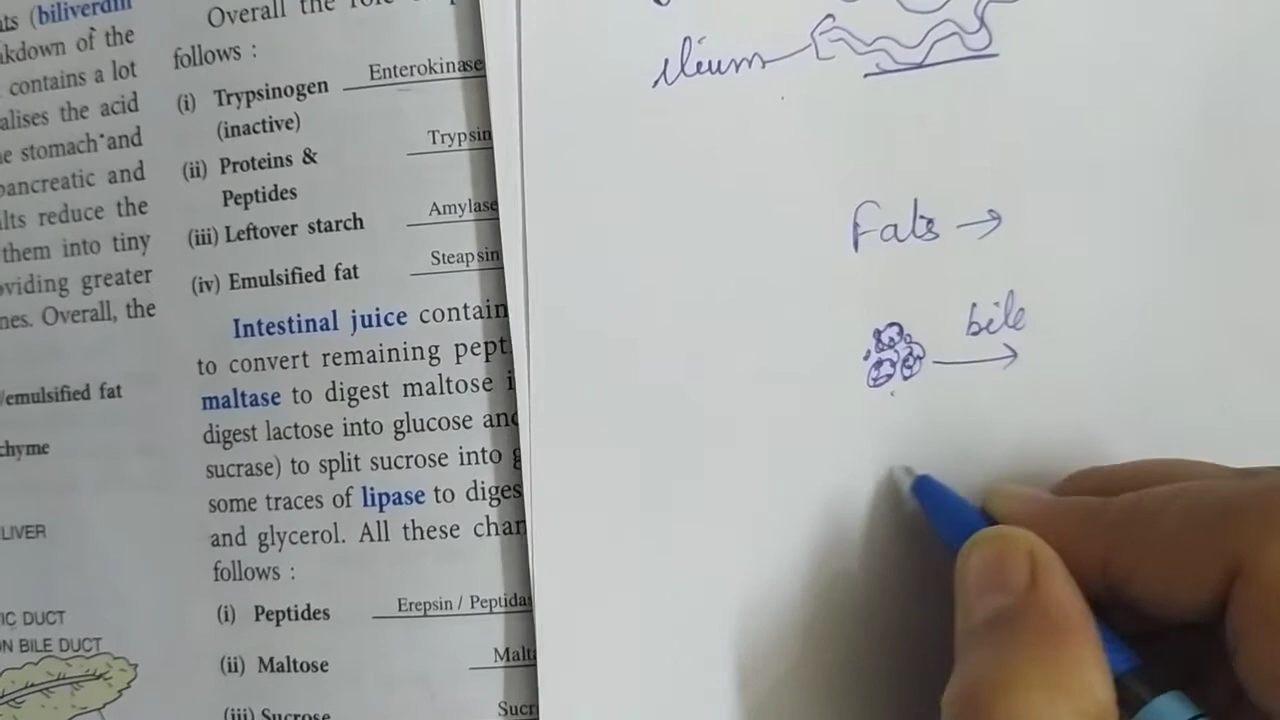 ts (biliverdin
akdown of the
contains a lot
alises the acid
e stomach and
pancreatic and
lts reduce the
them into tiny
oviding greater
nes. Overall, the
/emulsified fat
chyme
LIVER
IC DUCT
N BILE DUCT
Overall the role
follows :
(i) Trypsinogen Enterokinase
(inactive)
(ii) Proteins & Trypsin
Peptides
(iii) Leftover starch Amylase
(iv) Emulsified fat Steapsin
Intestinal juice contain
to convert remaining pept
maltase to digest maltose i
digest lactose into glucose and
sucrase) to split sucrose into g
some traces of lipase to diges
and glycerol. All these chan
follows :
(i) Peptides Erepsin / Peptidas
(ii) Maltose Malta
(iii) Sucrose Sucr
ilium
Fats →
bile